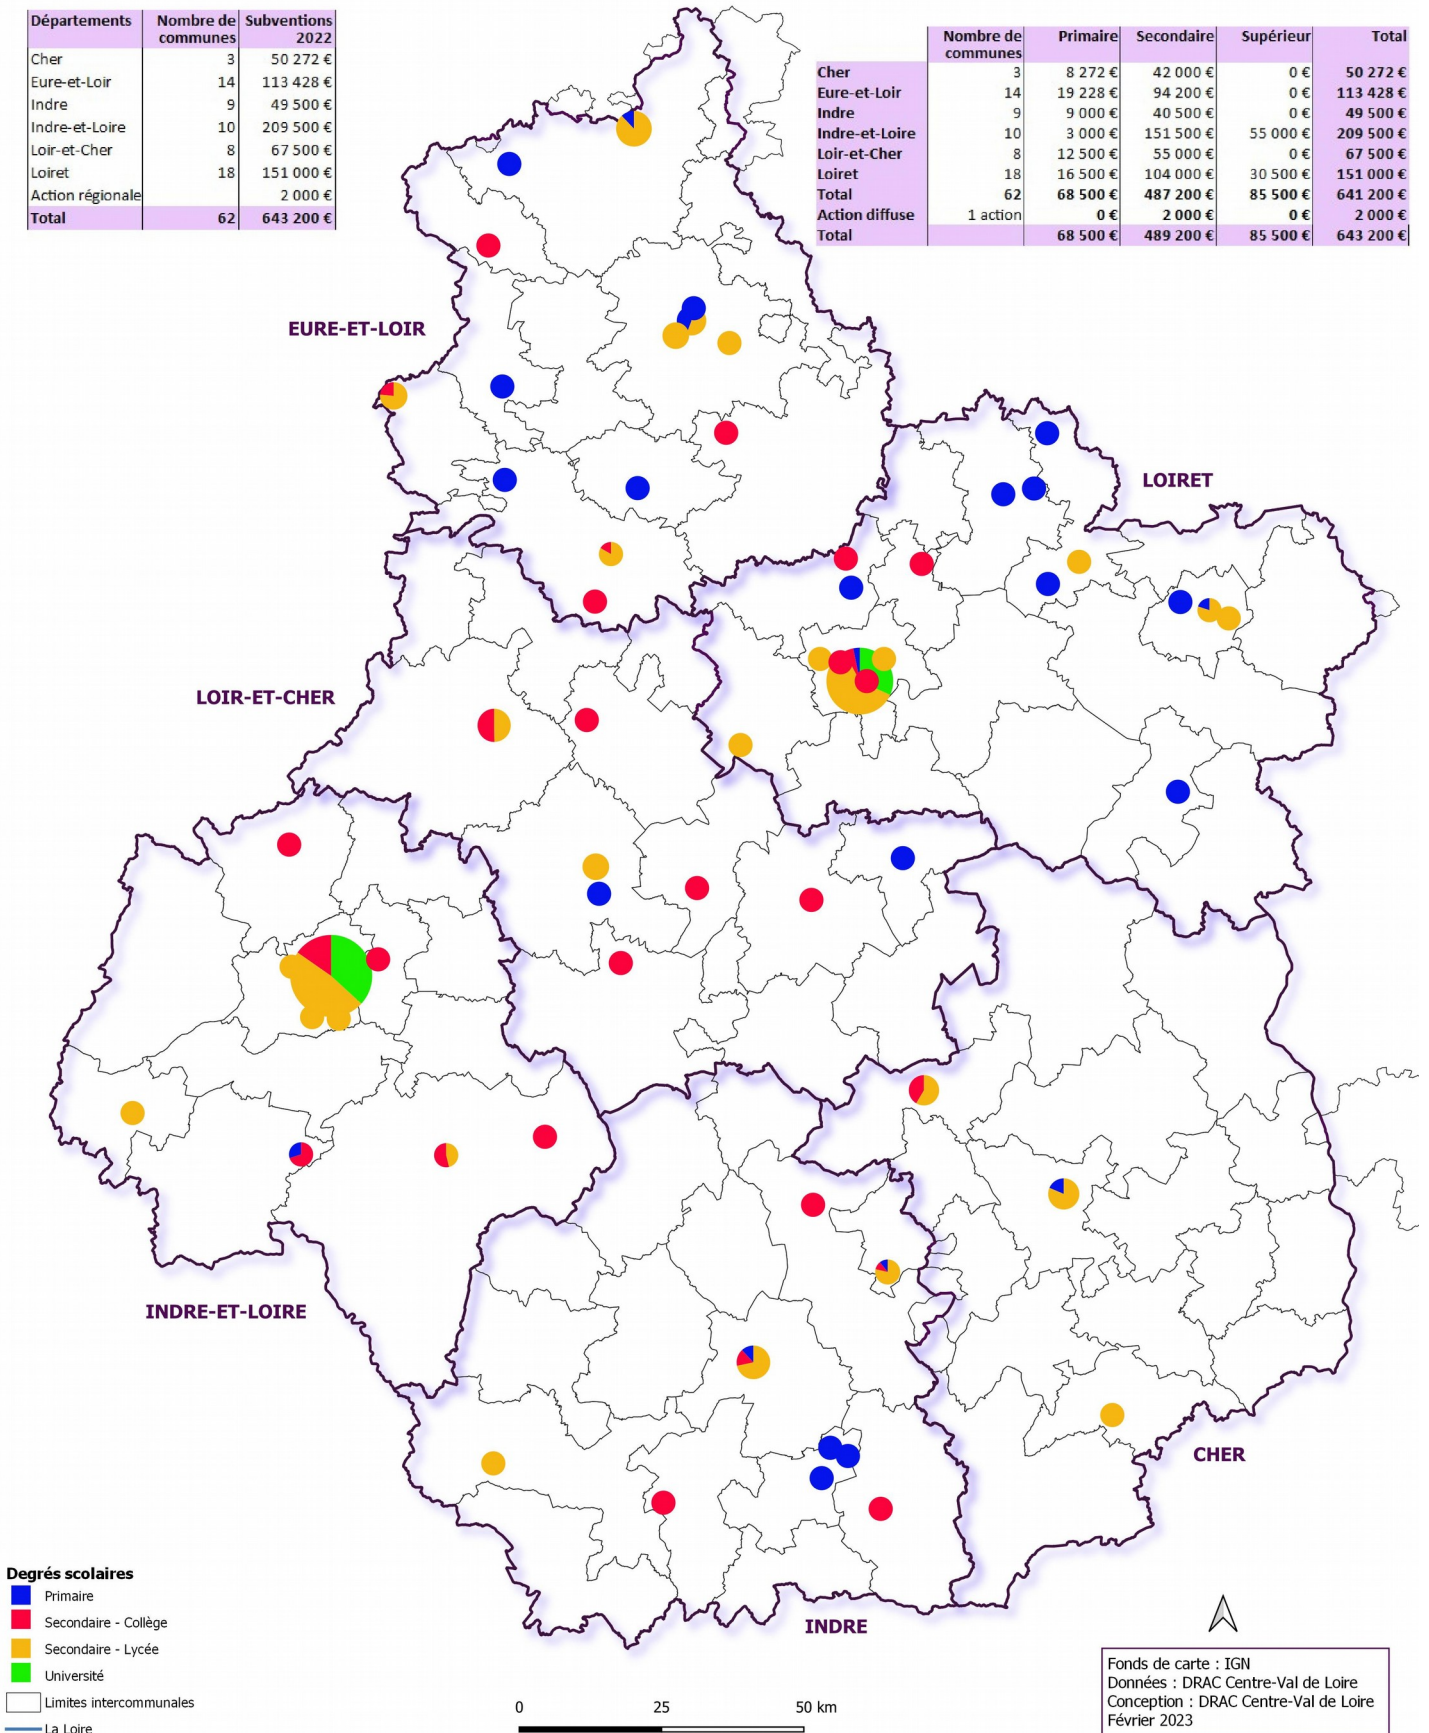 Départements Nombre de communes Subventions 2022
Cher 3 50 272 €
Eure-et-Loir 14 113 428 €
Indre 9 49 500 €
Indre-et-Loire 10 209 500 €
Loir-et-Cher 8 67 500 €
Loiret 18 151 000 €
Action régionale 2 000 €
Total 62 643 200 €
Nombre de communes Primaire Secondaire Supérieur Total
Cher 3 8 272 € 42 000 € 0 € 50 272 €
Eure-et-Loir 14 19 228 € 94 200 € 0 € 113 428 €
Indre 9 9 000 € 40 500 € 0 € 49 500 €
Indre-et-Loire 10 3 000 € 151 500 € 55 000 € 209 500 €
Loir-et-Cher 8 12 500 € 55 000 € 0 € 67 500 €
Loiret 18 16 500 € 104 000 € 30 500 € 151 000 €
Total 62 68 500 € 487 200 € 85 500 € 641 200 €
Action diffuse 1 action 0 € 2 000 € 0 € 2 000 €
Total 68 500 € 489 200 € 85 500 € 643 200 €
EURE-ET-LOIR
LOIRET
LOIR-ET-CHER
INDRE-ET-LOIRE
CHER
INDRE
Degrés scolaires
Primaire
Secondaire - Collège
Secondaire - Lycée
Université
Limites intercommunales
La Loire
0 25 50 km
Fonds de carte : IGN
Données : DRAC Centre-Val de Loire
Conception : DRAC Centre-Val de Loire
Février 2023